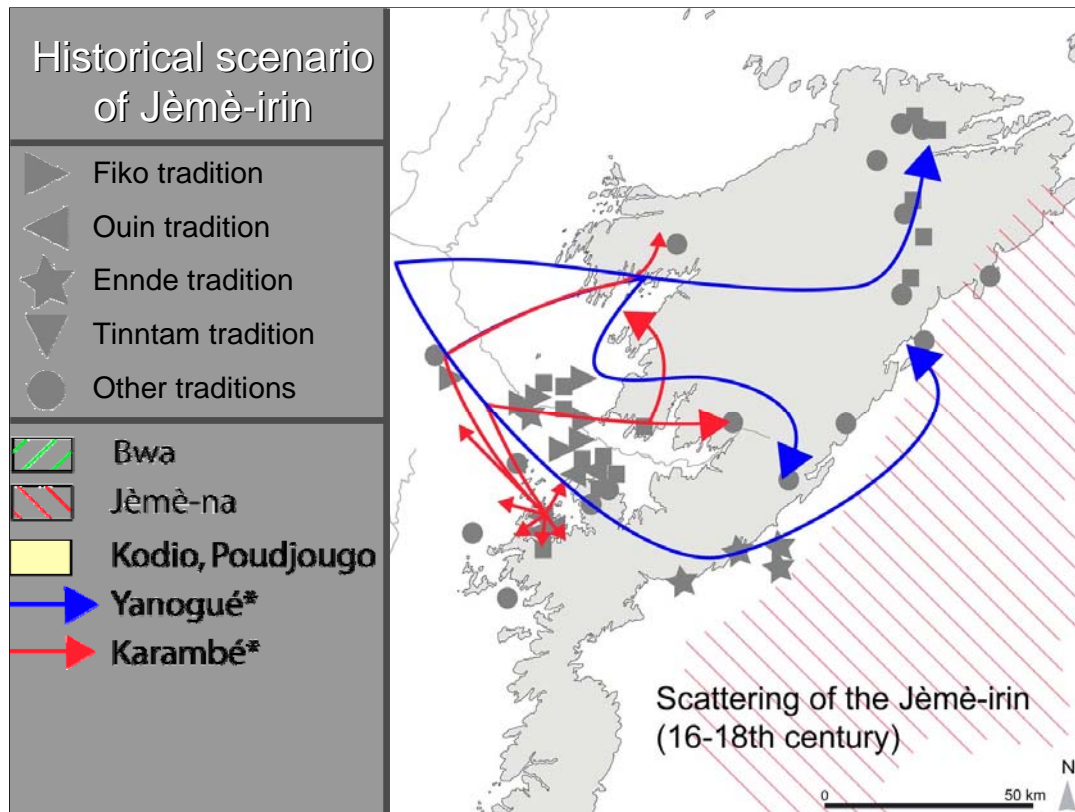 Historical scenario
of Jèmè-irin
Fiko tradition
Ouin tradition
Ennde tradition
Tinntam tradition
Other traditions
Bwa
Jèmè-na
Kodio, Poudjougo
Yanogué*
Karambé*
Scattering of the Jèmè-irin
(16-18th century)
N
0 50 km